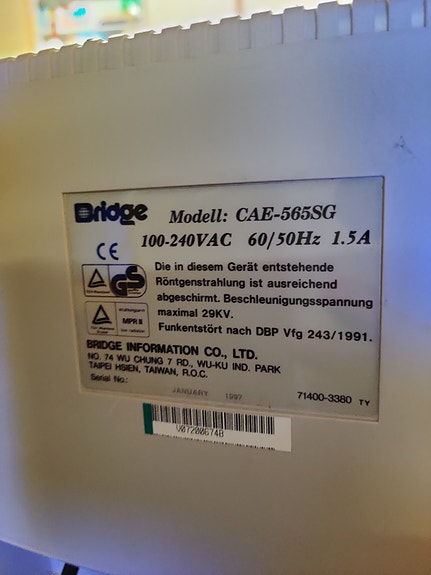 Bridge
Modell: CAE-565SG
100-240VAC 60/50Hz 1.5A
CE
GS
MPR II
Die in diesem Gerät entstehende
Röntgenstrahlung ist ausreichend
abgeschirmt. Beschleunigungsspannung
maximal 29KV.
Funkentstört nach DBP Vfg 243/1991.
BRIDGE INFORMATION CO., LTD.
NO. 74 WU CHUNG 7 RD., WU-KU IND. PARK
TAIPEI HSIEN, TAIWAN, R.O.C.
Serial No.:
JANUARY 1997
71400-3380 TY
V07200674B